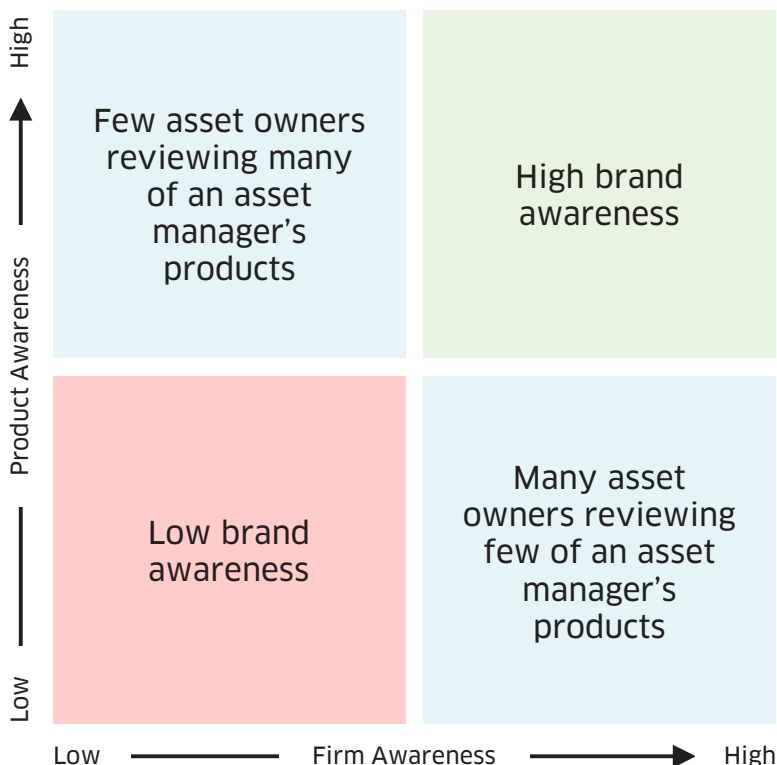 High
Few asset owners
reviewing many
of an asset
manager’s
products
High brand
awareness
Product Awareness
Low brand
awareness
Many asset
owners reviewing
few of an asset
manager’s
products
Low
Low
Firm Awareness
High